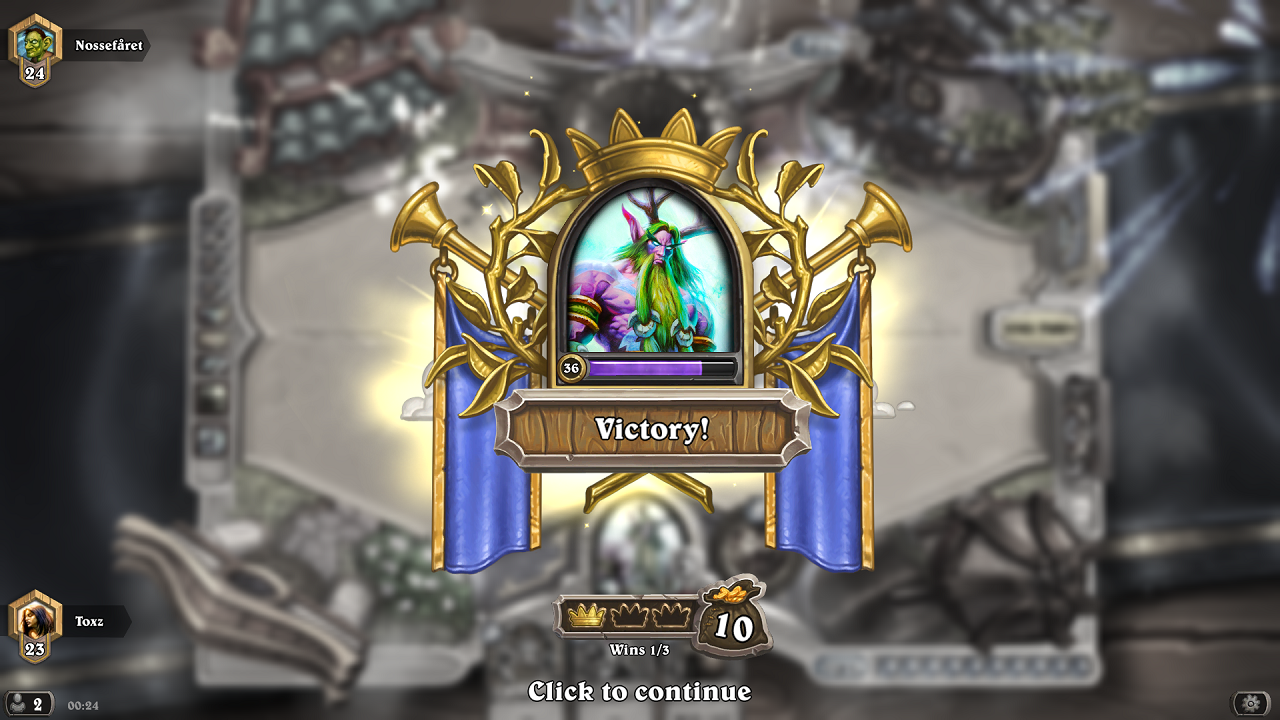 Nossefåret
24
36
Victory!
Toxz
23
10
Wins 1/3
Click to continue
2
00:24